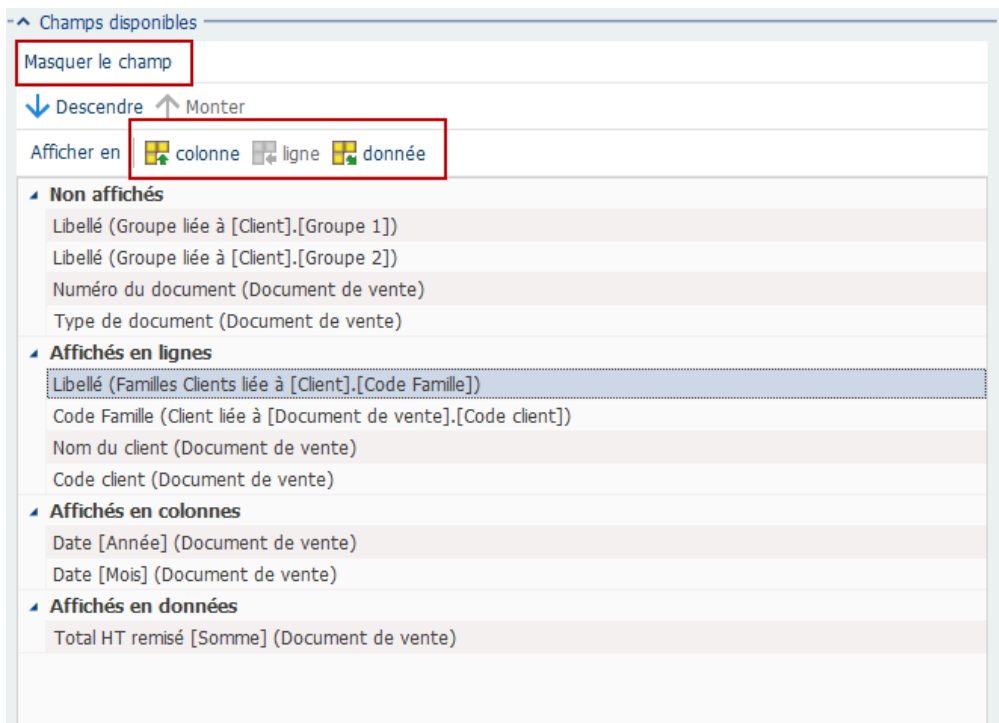 Champs disponibles
Masquer le champ
Descendre Monter
Afficher en colonne ligne donnée
Non affichés
Libellé (Groupe liée à [Client].[Groupe 1])
Libellé (Groupe liée à [Client].[Groupe 2])
Numéro du document (Document de vente)
Type de document (Document de vente)
Affichés en lignes
Libellé (Familles Clients liée à [Client].[Code Famille])
Code Famille (Client liée à [Document de vente].[Code client])
Nom du client (Document de vente)
Code client (Document de vente)
Affichés en colonnes
Date [Année] (Document de vente)
Date [Mois] (Document de vente)
Affichés en données
Total HT remisé [Somme] (Document de vente)